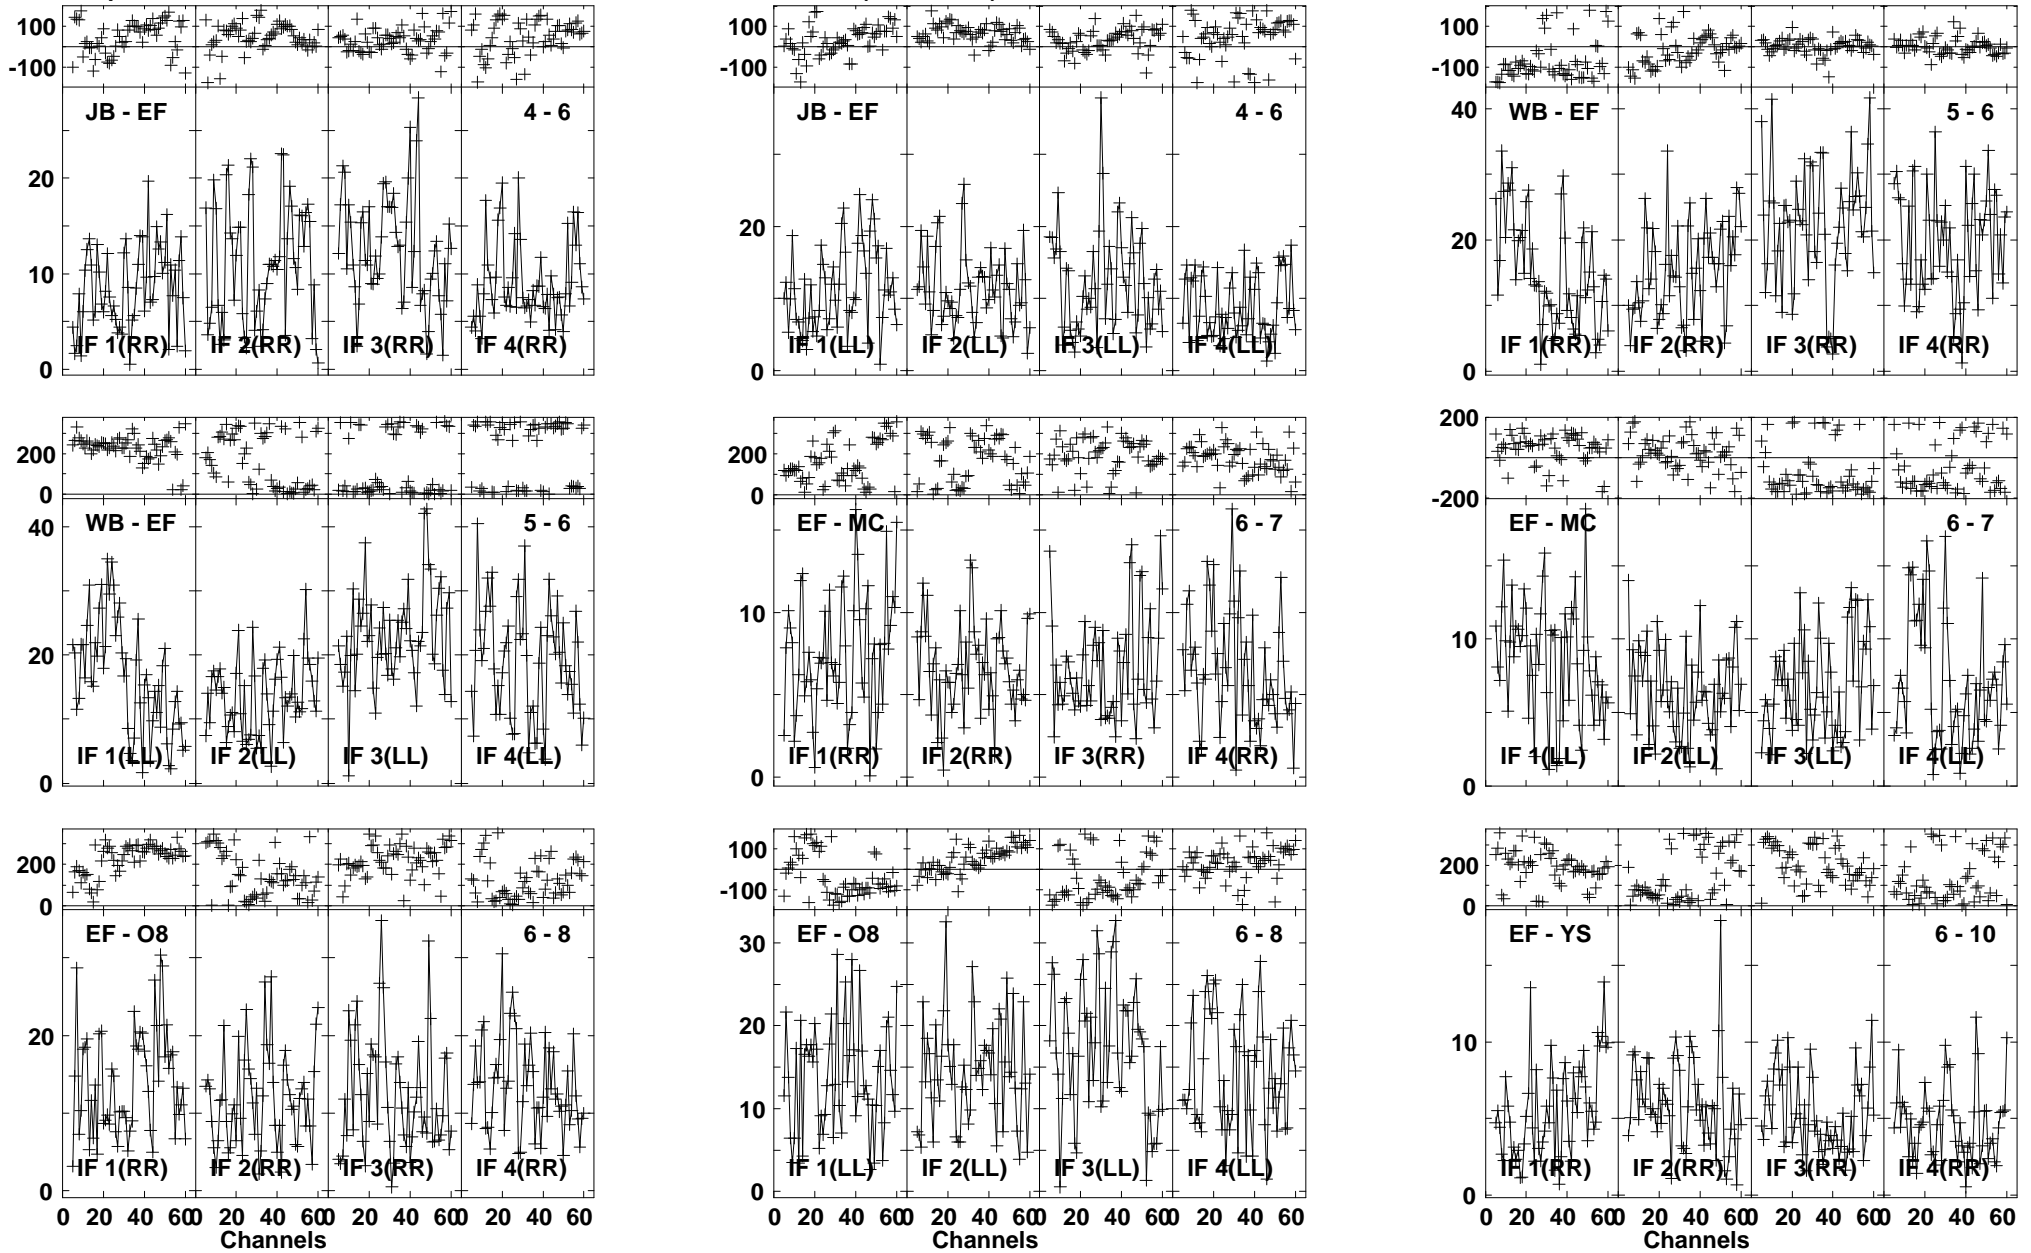 100 100 100
-100 -100 -100
JB - EF 4 - 6 JB - EF 4 - 6 WB - EF 5 - 6
40
20 20 20
10
0 0 0
IF 1(RR) IF 2(RR) IF 3(RR) IF 4(RR) IF 1(LL) IF 2(LL) IF 3(LL) IF 4(LL) IF 1(RR) IF 2(RR) IF 3(RR) IF 4(RR)
200 200 200
0 0 -200
WB - EF 5 - 6 EF - MC 6 - 7 EF - MC 6 - 7
40
20 10 10
0 0 0
IF 1(LL) IF 2(LL) IF 3(LL) IF 4(LL) IF 1(RR) IF 2(RR) IF 3(RR) IF 4(RR) IF 1(LL) IF 2(LL) IF 3(LL) IF 4(LL)
200 100 200
0 -100 0
EF - O8 6 - 8 EF - O8 6 - 8 EF - YS 6 - 10
30
20 20 10
10
0 0 0
IF 1(RR) IF 2(RR) IF 3(RR) IF 4(RR) IF 1(LL) IF 2(LL) IF 3(LL) IF 4(LL) IF 1(RR) IF 2(RR) IF 3(RR) IF 4(RR)
0 20 40 60 0 20 40 60 0 20 40 60 0 20 40 60 0 20 40 60 0 20 40 60 0 20 40 60 0 20 40 60 0 20 40 60 0 20 40 60 0 20 40 60 0 20 40 60
Channels Channels Channels